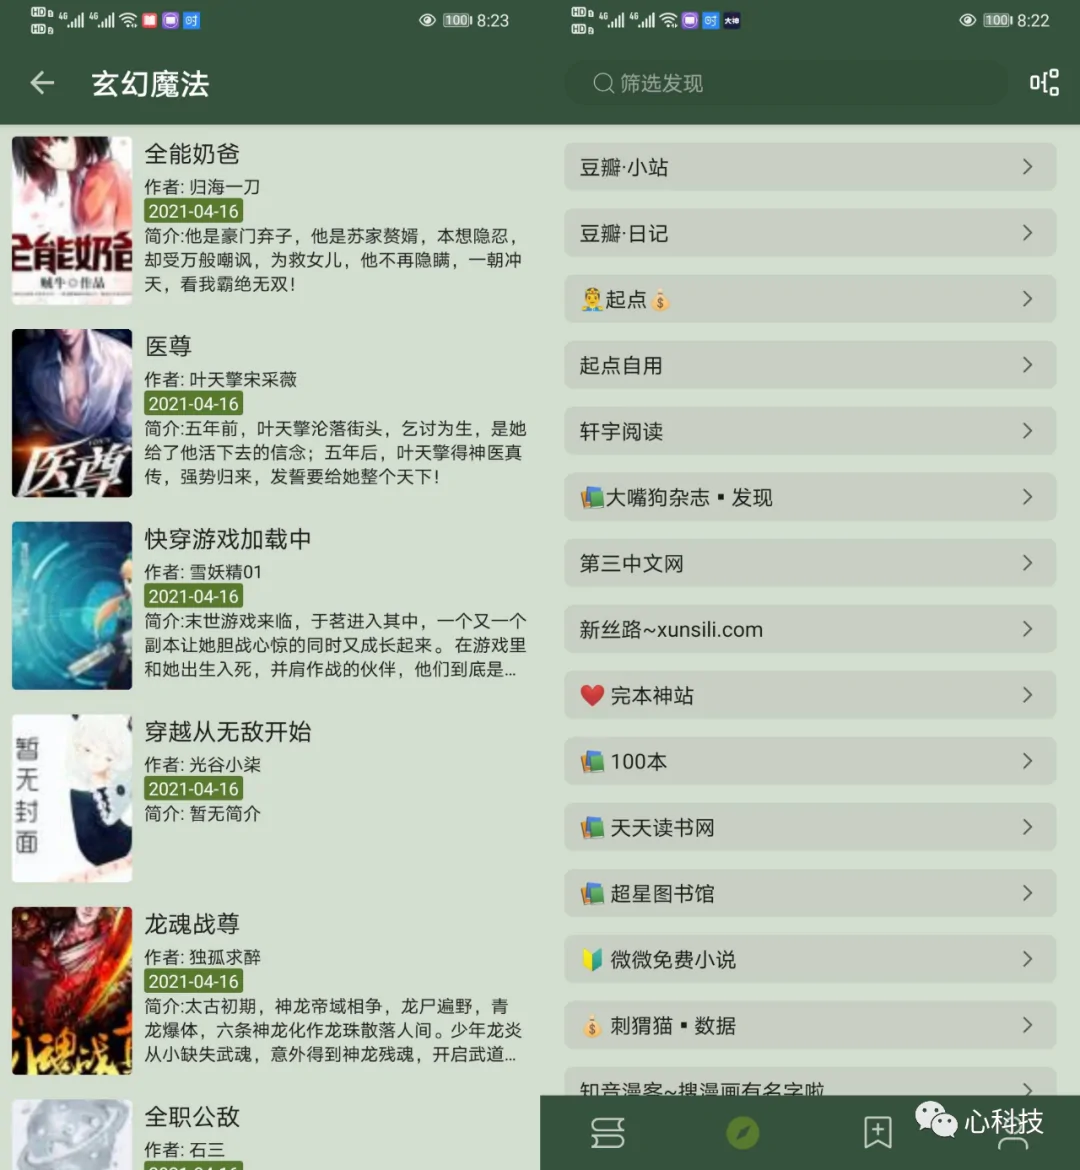 8:23
玄幻魔法
全能奶爸
作者: 归海一刀
2021-04-16
简介:他是豪门弃子，他是苏家赘婿，本想隐忍，
却受万般嘲讽，为救女儿，他不再隐瞒，一朝冲
天，看我霸绝无双！
全能奶爸
贼牛◎作品
医尊
作者: 叶天擎宋采薇
2021-04-16
简介:五年前，叶天擎沦落街头，乞讨为生，是她
给了他活下去的信念；五年后，叶天擎得神医真
传，强势归来，发誓要给她整个天下！
医尊
快穿游戏加载中
作者: 雪妖精01
2021-04-16
简介:末世游戏来临，于茗进入其中，一个又一个
副本让她胆战心惊的同时又成长起来。在游戏里
和她出生入死，并肩作战的伙伴，他们到底是...
穿越从无敌开始
作者: 光谷小柒
2021-04-16
简介: 暂无简介
暂无封面
龙魂战尊
作者: 独孤求醉
2021-04-16
简介:太古初期，神龙帝域相争，龙尸遍野，青
龙爆体，六条神龙化作龙珠散落人间。少年龙炎
从小缺失武魂，意外得到神龙残魂，开启武道...
全职公敌
作者: 石三
2021-04-16
8:22
筛选发现
豆瓣·小站
豆瓣·日记
起点
起点自用
轩宇阅读
大嘴狗杂志▪发现
第三中文网
新丝路~xunsili.com
完本神站
100本
天天读书网
超星图书馆
微微免费小说
刺猬猫▪数据
知音漫客~搜漫画有名字啦
心科技